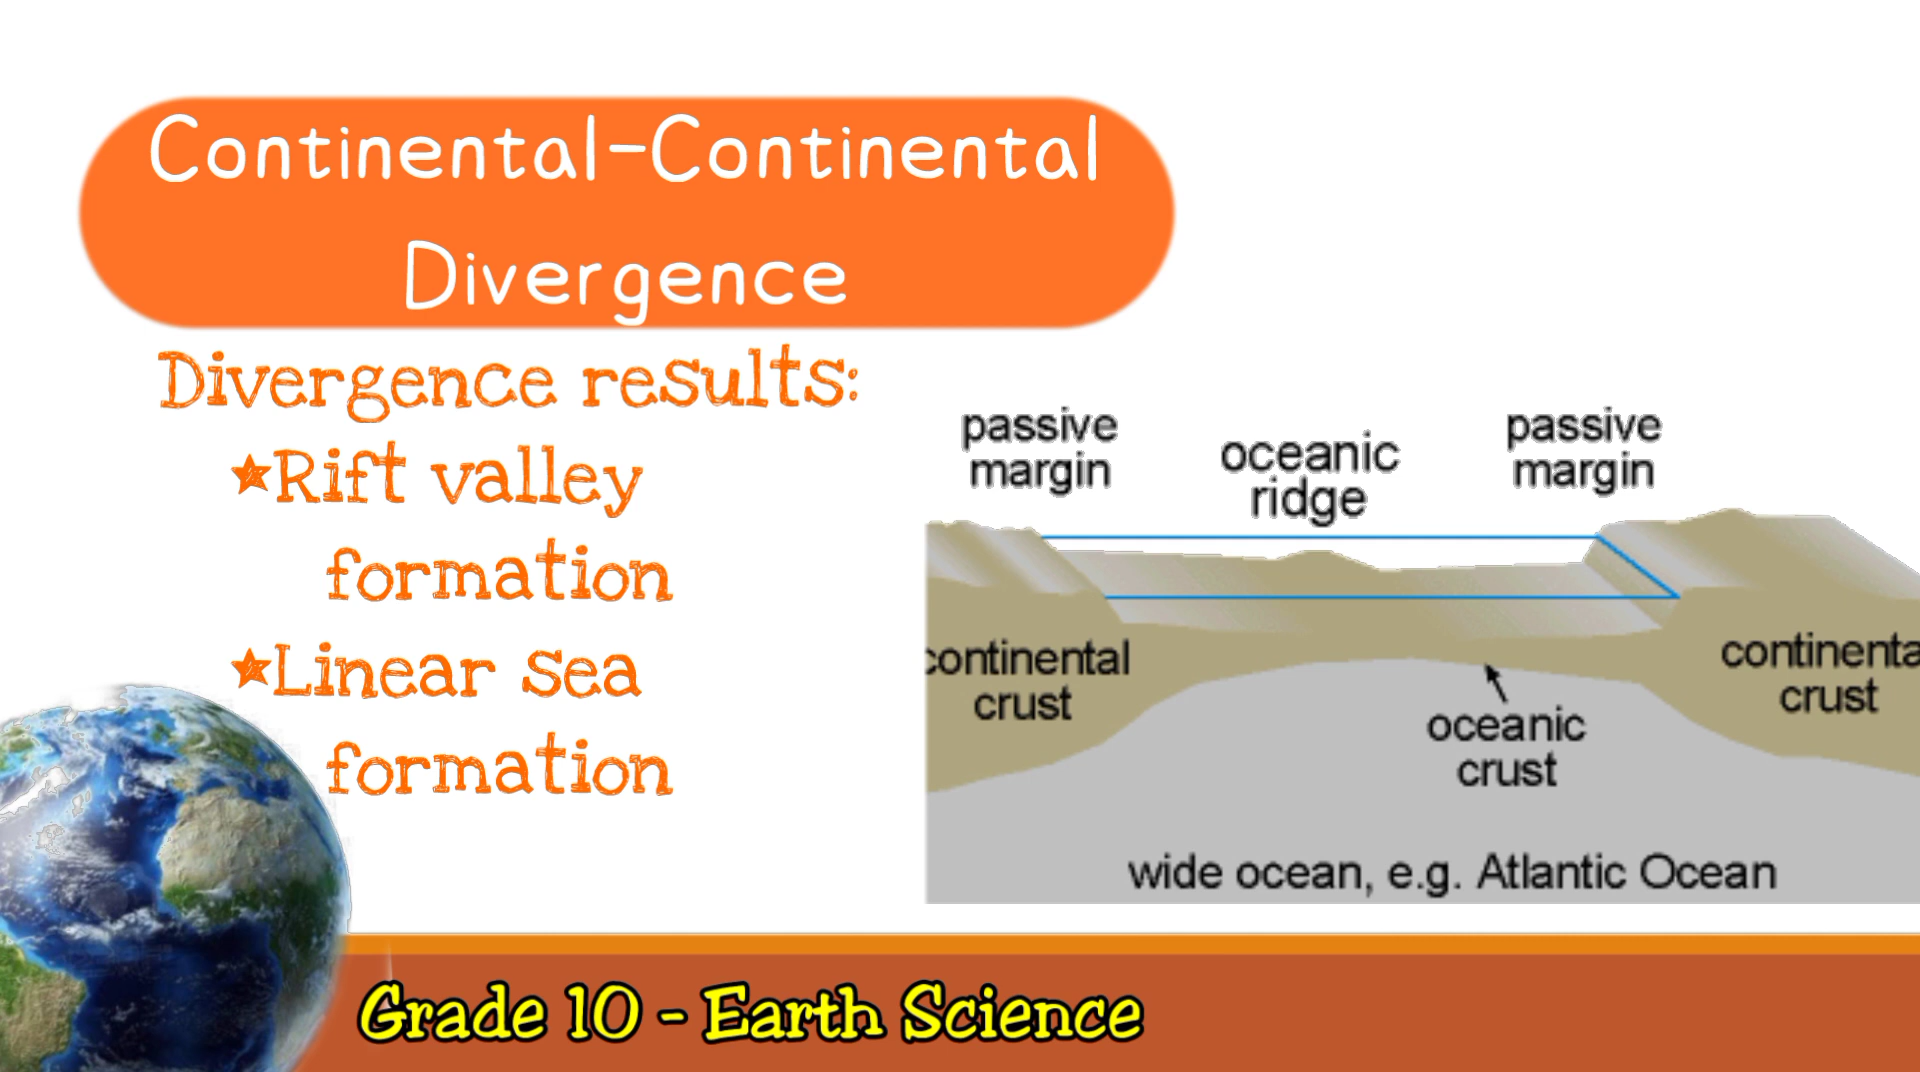 Continental-Continental
Divergence
Divergence results:
★Rift valley
formation
★Linear sea
formation
passive
margin
oceanic
ridge
passive
margin
continental
crust
oceanic
crust
continenta
crust
wide ocean, e.g. Atlantic Ocean
Grade 10 - Earth Science